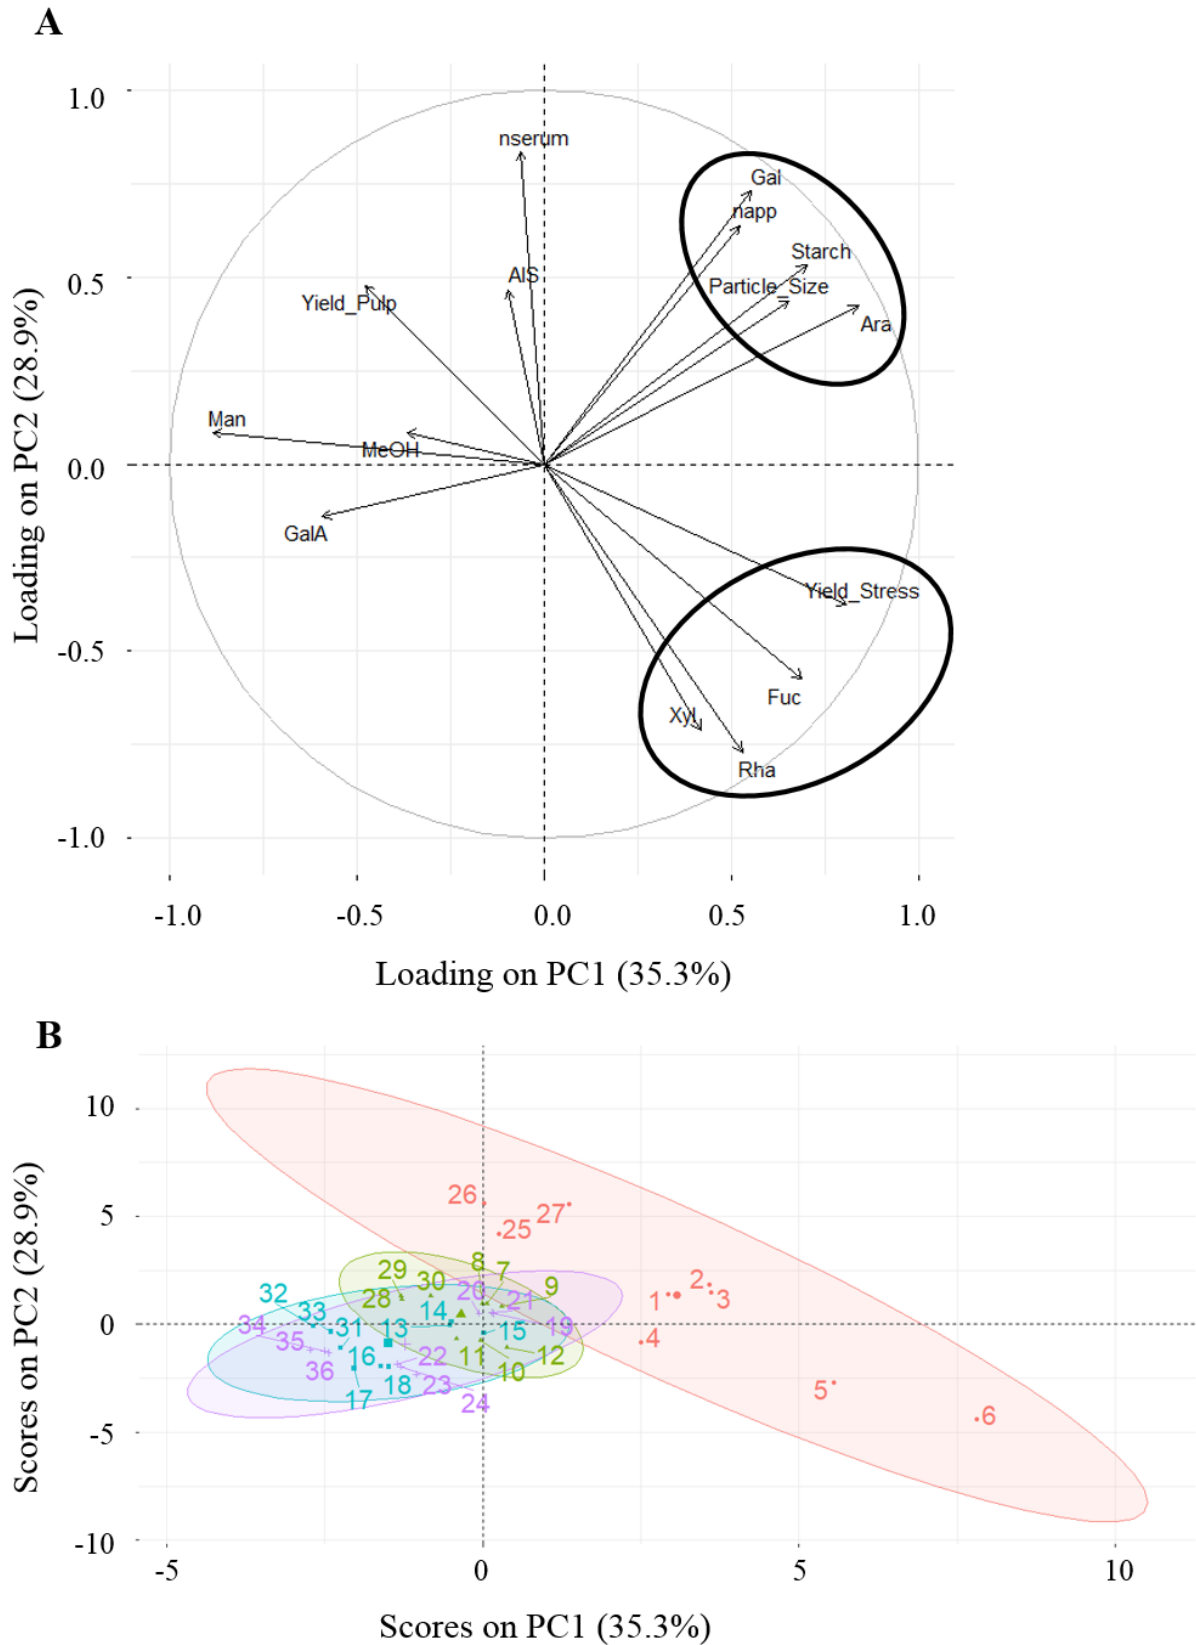 A
1.0
nserum
Gal
napp
Starch
0.5
AIS
Particle_Size
Yield_Pulp
Ara
Man
MeOH
0.0
GalA
Yield_Stress
-0.5
Fuc
Xyl
Rha
-1.0
-1.0 -0.5 0.0 0.5 1.0
Loading on PC1 (35.3%)
Loading on PC2 (28.9%)
B
10
26
27
25
5
8
29 7 2
30 9
32 28 20 21 1 3
33 14
0
34 31 13 15 19 4
35 16 22 11 12
36 10
17 18 23 5
24 6
-5
-10
-5 0 5 10
Scores on PC1 (35.3%)
Scores on PC2 (28.9%)